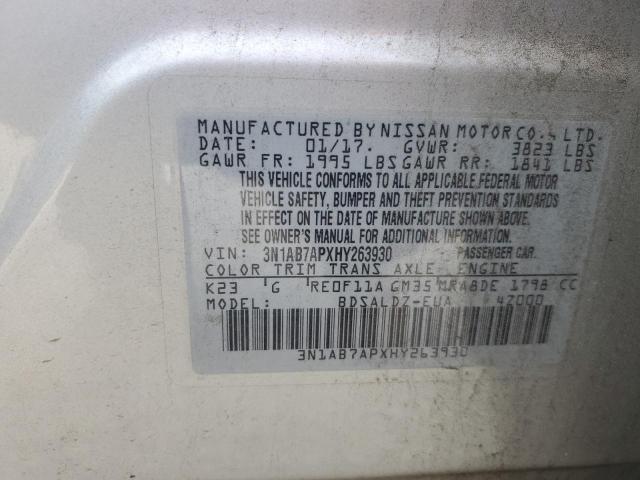 MANUFACTURED BY NISSAN MOTOR CO., LTD.
DATE: 01/17. GVWR: 3823 LBS
GAWR FR: 1995 LBS GAWR RR: 1841 LBS
THIS VEHICLE CONFORMS TO ALL APPLICABLE FEDERAL MOTOR
VEHICLE SAFETY, BUMPER AND THEFT PREVENTION STANDARDS
IN EFFECT ON THE DATE OF MANUFACTURE SHOWN ABOVE.
SEE OWNER'S MANUAL FOR ADDITIONAL INFORMATION.
VIN: 3N1AB7APXHY263930 PASSENGER CAR.
COLOR TRIM TRANS AXLE ENGINE
K23 G RE0F11A GM35 MRA8DE 1798 CC
MODEL: BDSALDZ-EUA 4Z000
3N1AB7APXHY263930